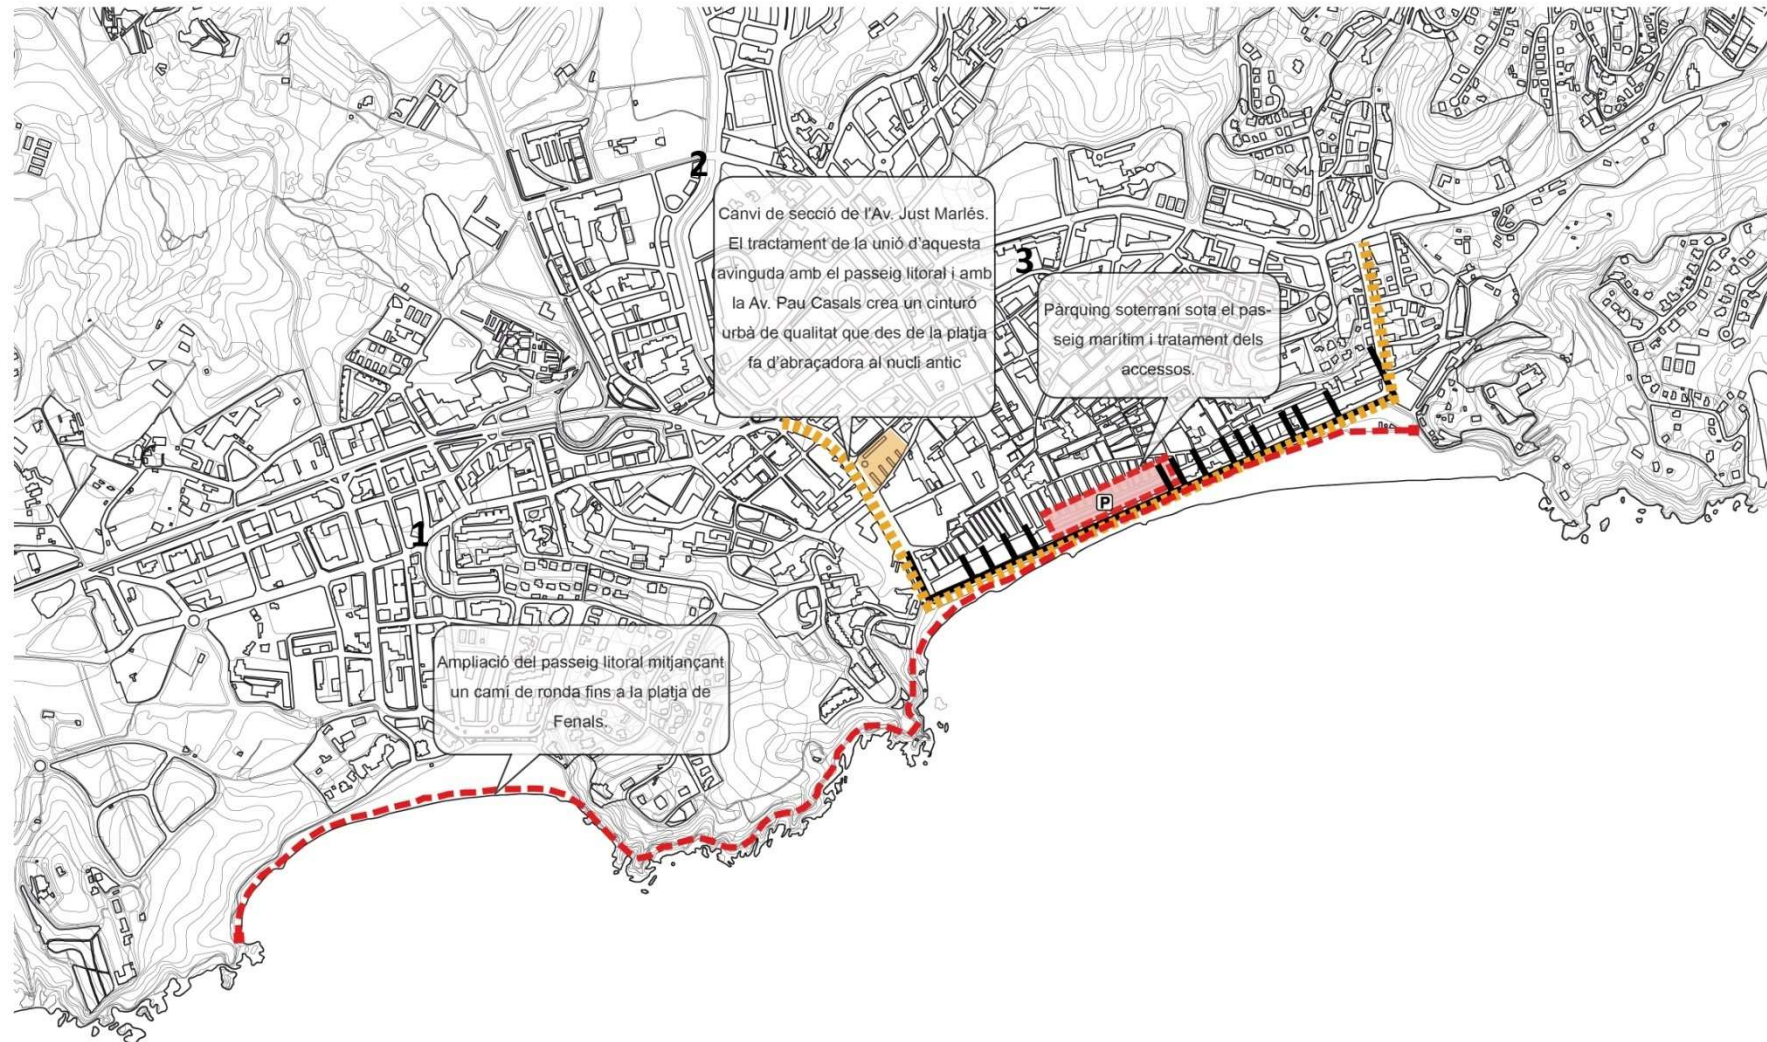 2
Canvi de secció de l'Av. Just Marlés.
El tractament de la unió d'aquesta
avinguda amb el passeig litoral i amb
la Av. Pau Casals crea un cinturó
urbà de qualitat que des de la platja
fa d'abraçadora al nucli antic
3
Pàrquing soterrani sota el pas-
seig marítim i tratament dels
accessos.
P
1
Ampliació del passeig litoral mitjançant
un camí de ronda fins a la platja de
Fenals.